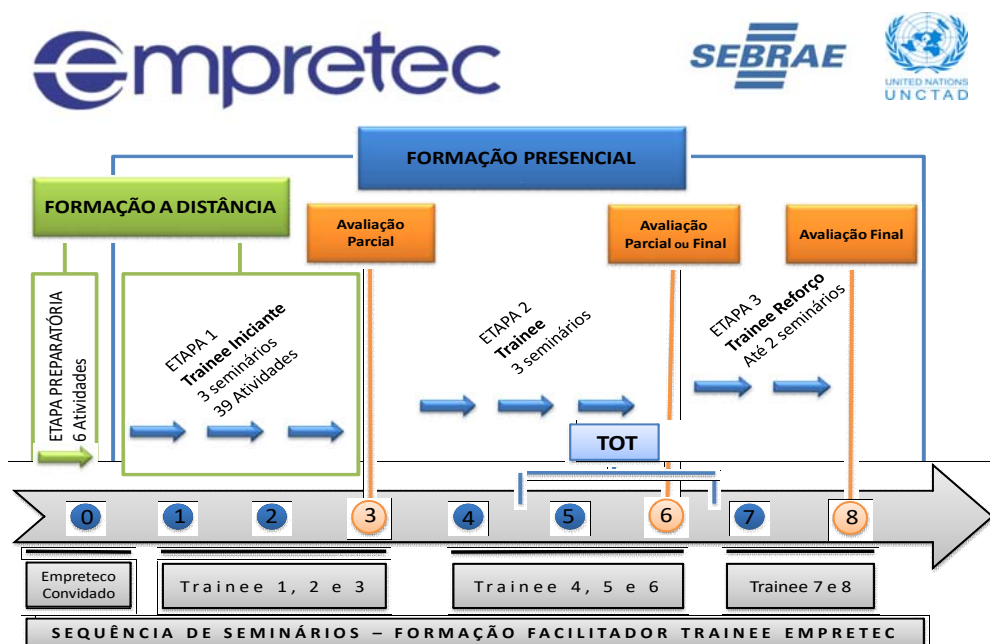 empretec
SEBRAE
UNITED NATIONS
UNCTAD
FORMAÇÃO PRESENCIAL
FORMAÇÃO A DISTÂNCIA
Avaliação
Parcial
Avaliação
Parcial ou Final
Avaliação Final
ETAPA PREPARATÓRIA
6 Atividades
ETAPA 1
Trainee Iniciante
3 seminários
39 Atividades
ETAPA 2
Trainee
3 seminários
ETAPA 3
Trainee Reforço
Até 2 seminários
TOT
0 1 2 3 4 5 6 7 8
Empreteco
Convidado
Trainee 1, 2 e 3
Trainee 4, 5 e 6
Trainee 7 e 8
SEQUÊNCIA DE SEMINÁRIOS – FORMAÇÃO FACILITADOR TRAINEE EMPRETEC